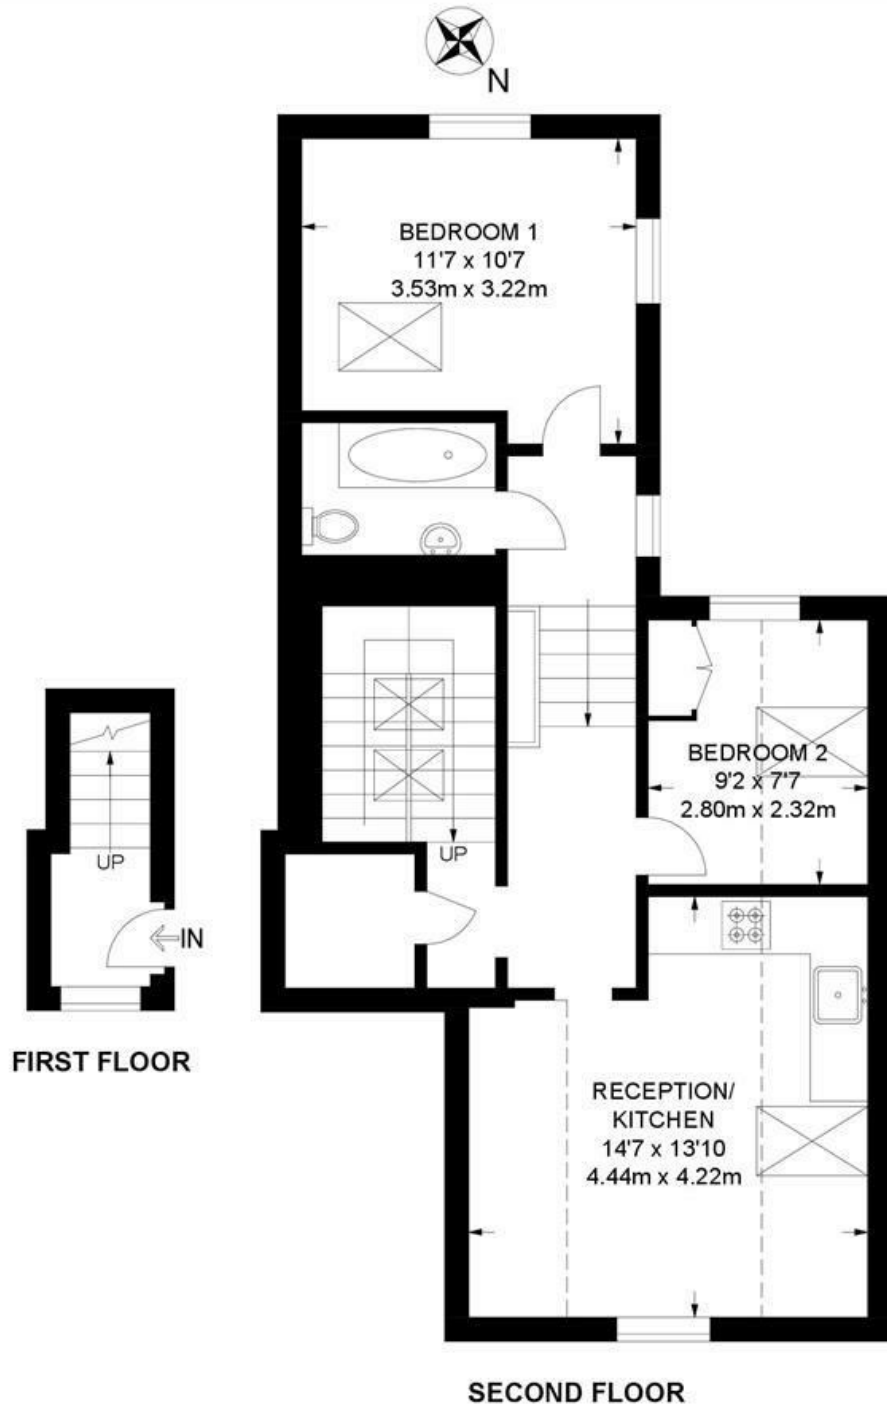 N
BEDROOM 1
11'7 x 10'7
3.53m x 3.22m
BEDROOM 2
9'2 x 7'7
2.80m x 2.32m
UP
UP
IN
FIRST FLOOR
RECEPTION/
KITCHEN
14'7 x 13'10
4.44m x 4.22m
SECOND FLOOR